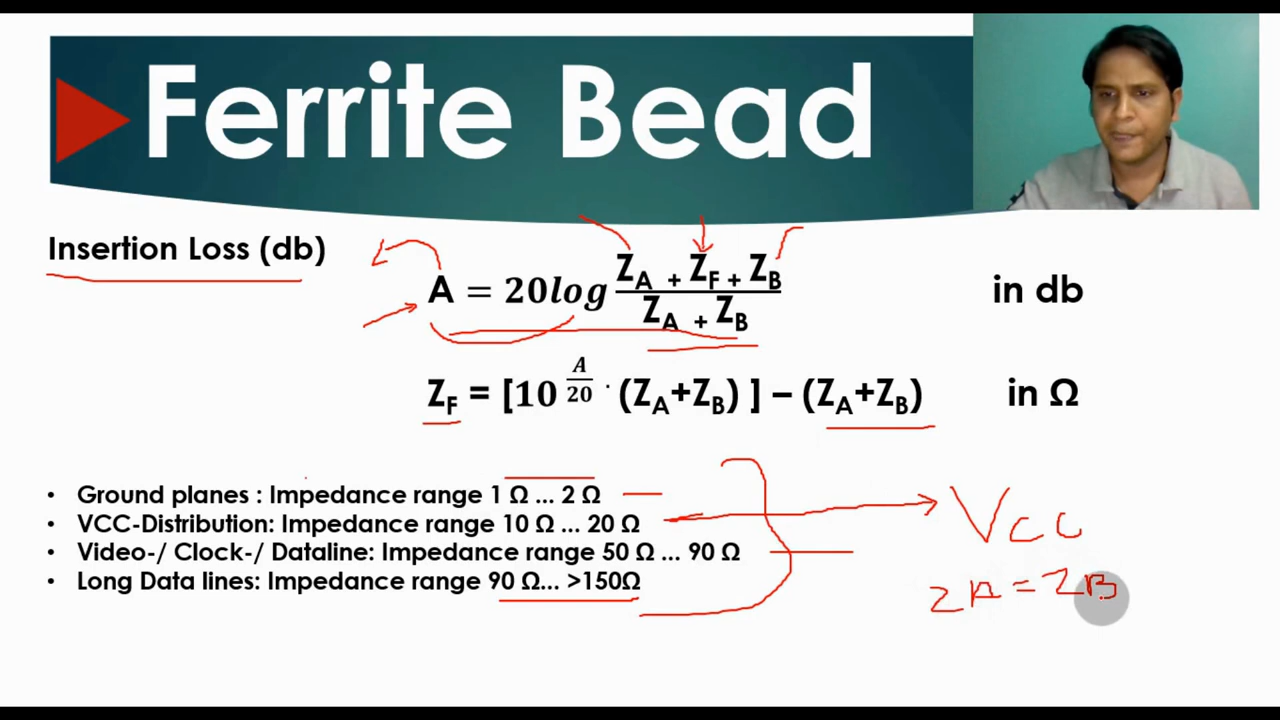 Ferrite Bead
Insertion Loss (db)
A = 20log (Z_A + Z_F + Z_B) / (Z_A + Z_B) in db
Z_F = [10^(A/20) · (Z_A+Z_B) ] – (Z_A+Z_B) in Ω
• Ground planes : Impedance range 1 Ω ... 2 Ω
• VCC-Distribution: Impedance range 10 Ω ... 20 Ω
• Video-/ Clock-/ Dataline: Impedance range 50 Ω ... 90 Ω
• Long Data lines: Impedance range 90 Ω... >150Ω
VCC
ZA = ZB